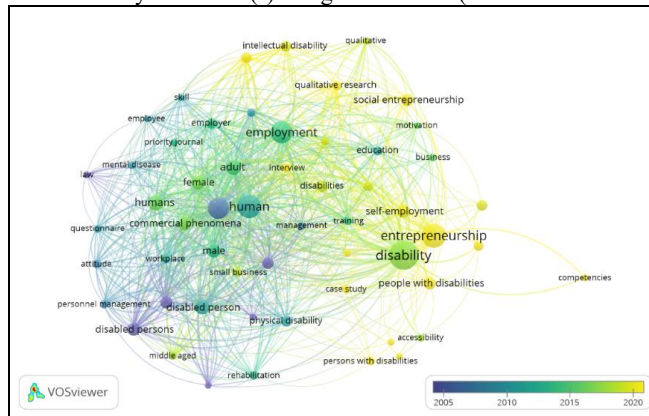 intellectual disability
qualitative
qualitative research
social entrepreneurship
skill
employee
employer
employment
motivation
priority journal
education
business
mental disease
adult
interview
law
female
disabilities
humans
human
self-employment
commercial phenomena
management
training
questionnaire
entrepreneurship
male
disability
attitude
workplace
small business
case study
people with disabilities
competencies
personnel management
disabled person
disabled persons
physical disability
accessibility
middle aged
persons with disabilities
rehabilitation
VOSviewer
2005 2010 2015 2020